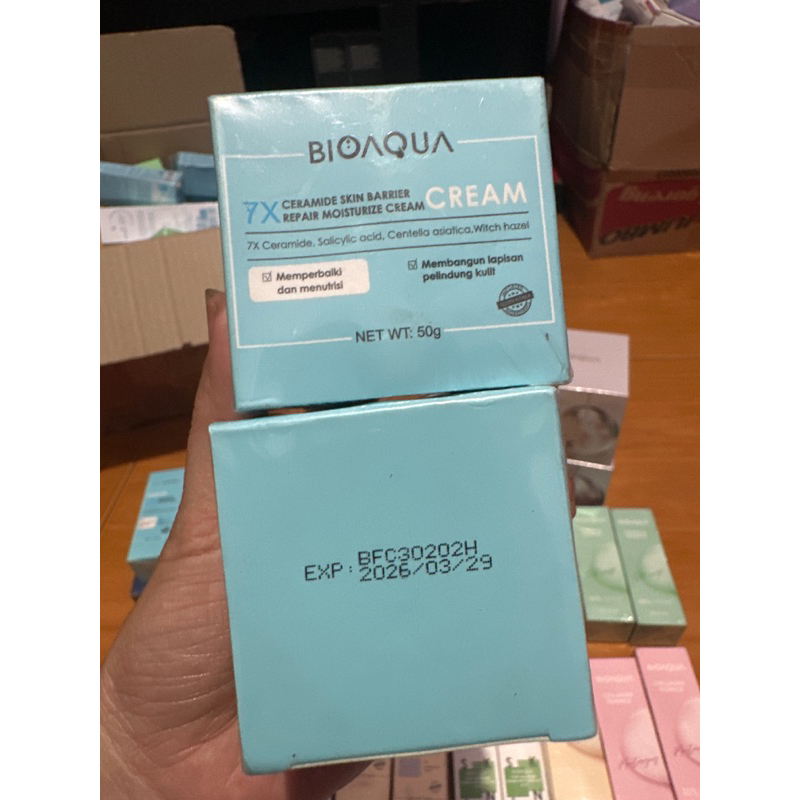 BIOAQUA
7X CERAMIDE SKIN BARRIER
REPAIR MOISTURIZE CREAM CREAM
7X Ceramide, Salicylic acid, Centella asiatica,Witch hazel
Memperbaiki
dan menutrisi
Membangun lapisan
pelindung kulit
NET WT: 50g
BFC30202H
EXP : 2026/03/29
BIOAQUA